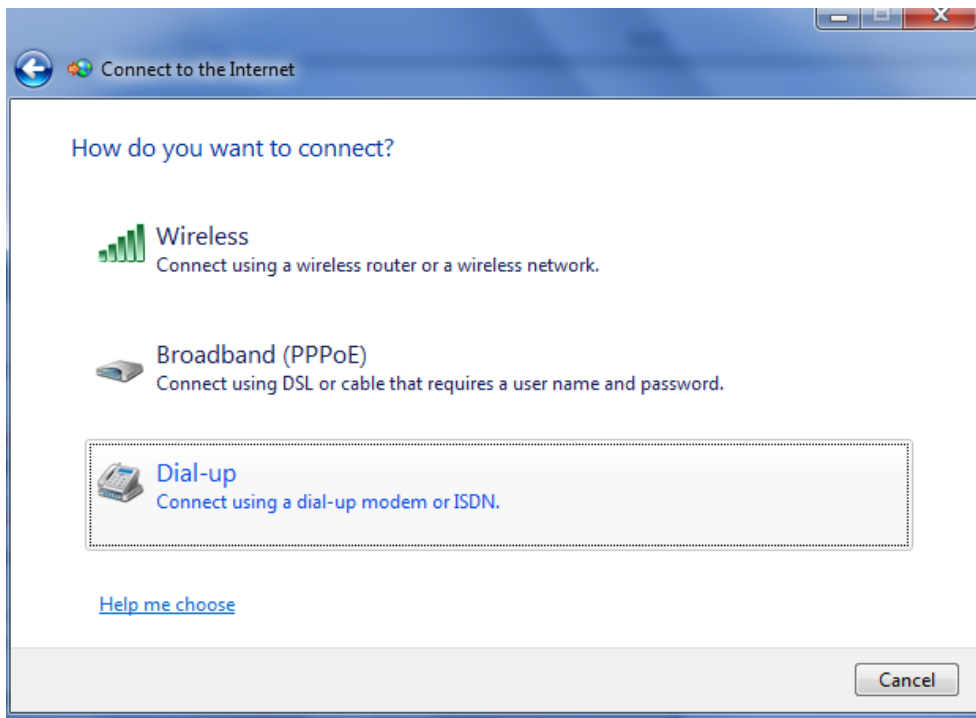 Connect to the Internet
How do you want to connect?
Wireless
Connect using a wireless router or a wireless network.
Broadband (PPPoE)
Connect using DSL or cable that requires a user name and password.
Dial-up
Connect using a dial-up modem or ISDN.
Help me choose
Cancel